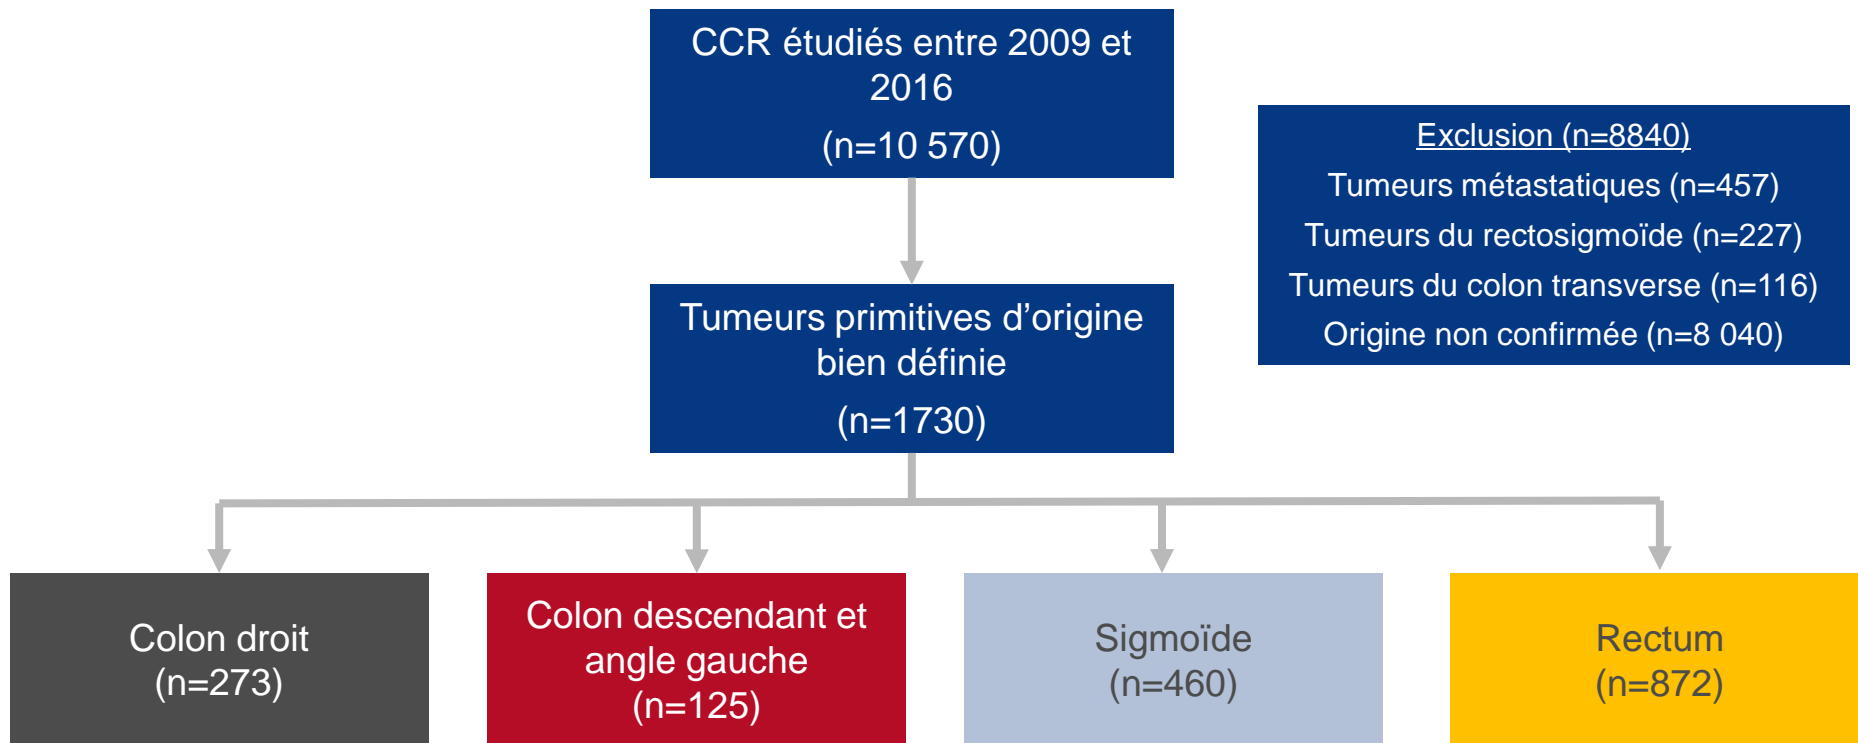 CCR étudiés entre 2009 et
2016
(n=10 570)
Exclusion (n=8840)
Tumeurs métastatiques (n=457)
Tumeurs du rectosigmoïde (n=227)
Tumeurs du colon transverse (n=116)
Origine non confirmée (n=8 040)
Tumeurs primitives d’origine
bien définie
(n=1730)
Colon droit
(n=273)
Colon descendant et
angle gauche
(n=125)
Sigmoïde
(n=460)
Rectum
(n=872)